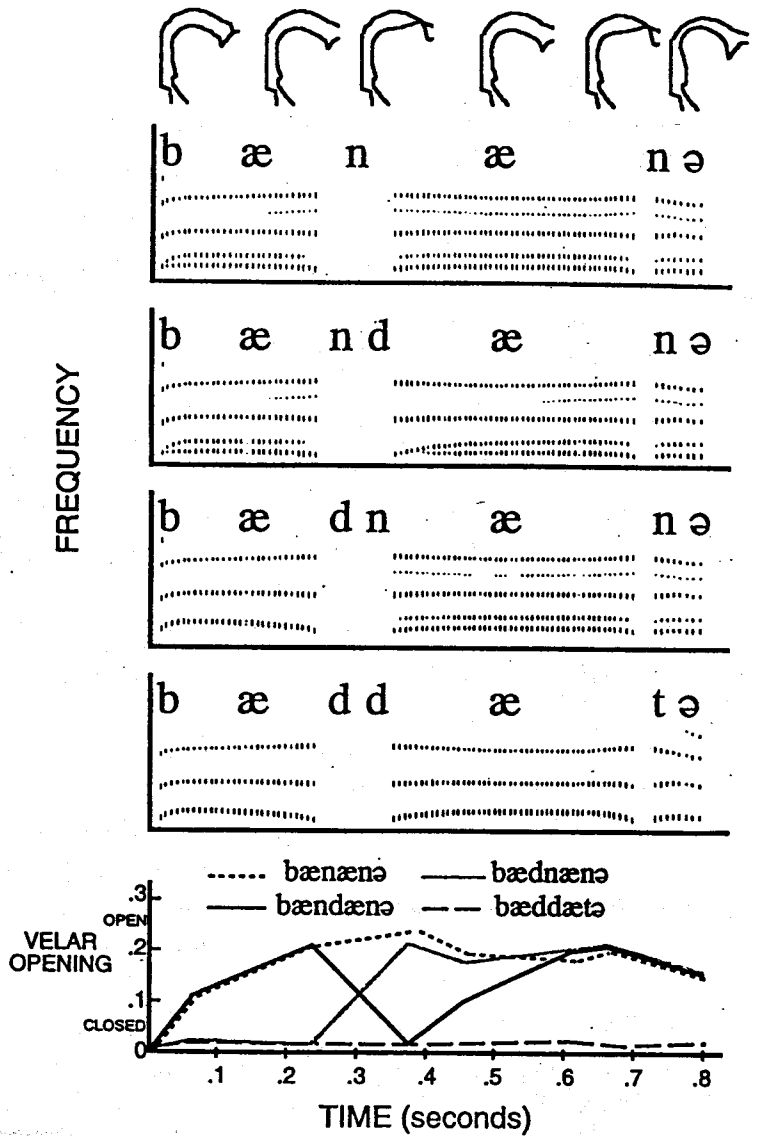 b æ n æ n ə
b æ n d æ n ə
b æ d n æ n ə
b æ d d æ t ə
FREQUENCY
bænænə bædnænə
bændænə bæddætə
.3
OPEN
.2
VELAR
OPENING
.1
CLOSED
0
.1 .2 .3 .4 .5 .6 .7 .8
TIME (seconds)